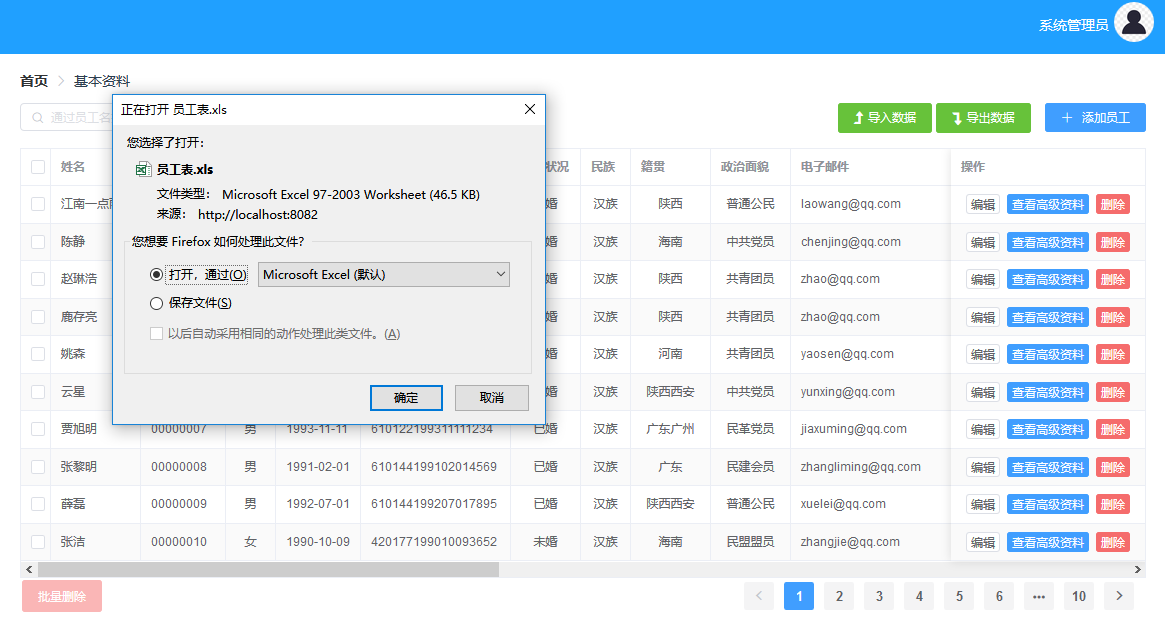 系统管理员
首页 > 基本资料
通过员工名
导入数据 导出数据 + 添加员工
正在打开 员工表.xls
您选择了打开：
员工表.xls
文件类型： Microsoft Excel 97-2003 Worksheet (46.5 KB)
来源： http://localhost:8082
您想要 Firefox 如何处理此文件？
打开，通过(O) Microsoft Excel (默认)
保存文件(S)
以后自动采用相同的动作处理此类文件。(A)
确定 取消
姓名 状况 民族 籍贯 政治面貌 电子邮件 操作
江南一点 婚 汉族 陕西 普通公民 laowang@qq.com 编辑 查看高级资料 删除
陈静 婚 汉族 海南 中共党员 chenjing@qq.com 编辑 查看高级资料 删除
赵琳浩 婚 汉族 陕西 共青团员 zhao@qq.com 编辑 查看高级资料 删除
鹿存亮 婚 汉族 陕西 共青团员 zhao@qq.com 编辑 查看高级资料 删除
姚森 婚 汉族 河南 共青团员 yaosen@qq.com 编辑 查看高级资料 删除
云星 婚 汉族 陕西西安 中共党员 yunxing@qq.com 编辑 查看高级资料 删除
贾旭明 00000007 男 1993-11-11 610122199311111234 已婚 汉族 广东广州 民革党员 jiaxuming@qq.com 编辑 查看高级资料 删除
张黎明 00000008 男 1991-02-01 610144199102014569 已婚 汉族 广东 民建会员 zhangliming@qq.com 编辑 查看高级资料 删除
薛磊 00000009 男 1992-07-01 610144199207017895 已婚 汉族 陕西西安 普通公民 xuelei@qq.com 编辑 查看高级资料 删除
张洁 00000010 女 1990-10-09 420177199010093652 未婚 汉族 海南 民盟盟员 zhangjie@qq.com 编辑 查看高级资料 删除
批量删除
< 1 2 3 4 5 6 ••• 10 >